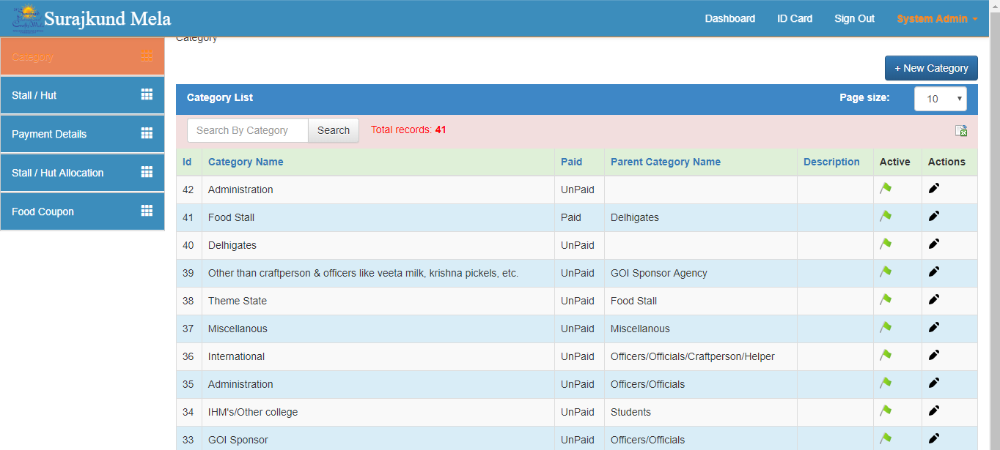 Surajkund Mela
Dashboard ID Card Sign Out System Admin
Category
Category
Stall / Hut
Payment Details
Stall / Hut Allocation
Food Coupon
+ New Category
Category List Page size: 10
Search By Category Search Total records: 41
Id Category Name Paid Parent Category Name Description Active Actions
42 Administration UnPaid
41 Food Stall Paid Delhigates
40 Delhigates UnPaid
39 Other than craftperson & officers like veeta milk, krishna pickels, etc. UnPaid GOI Sponsor Agency
38 Theme State UnPaid Food Stall
37 Miscellanous UnPaid Miscellanous
36 International UnPaid Officers/Officials/Craftperson/Helper
35 Administration UnPaid Officers/Officials
34 IHM's/Other college UnPaid Students
33 GOI Sponsor UnPaid Officers/Officials